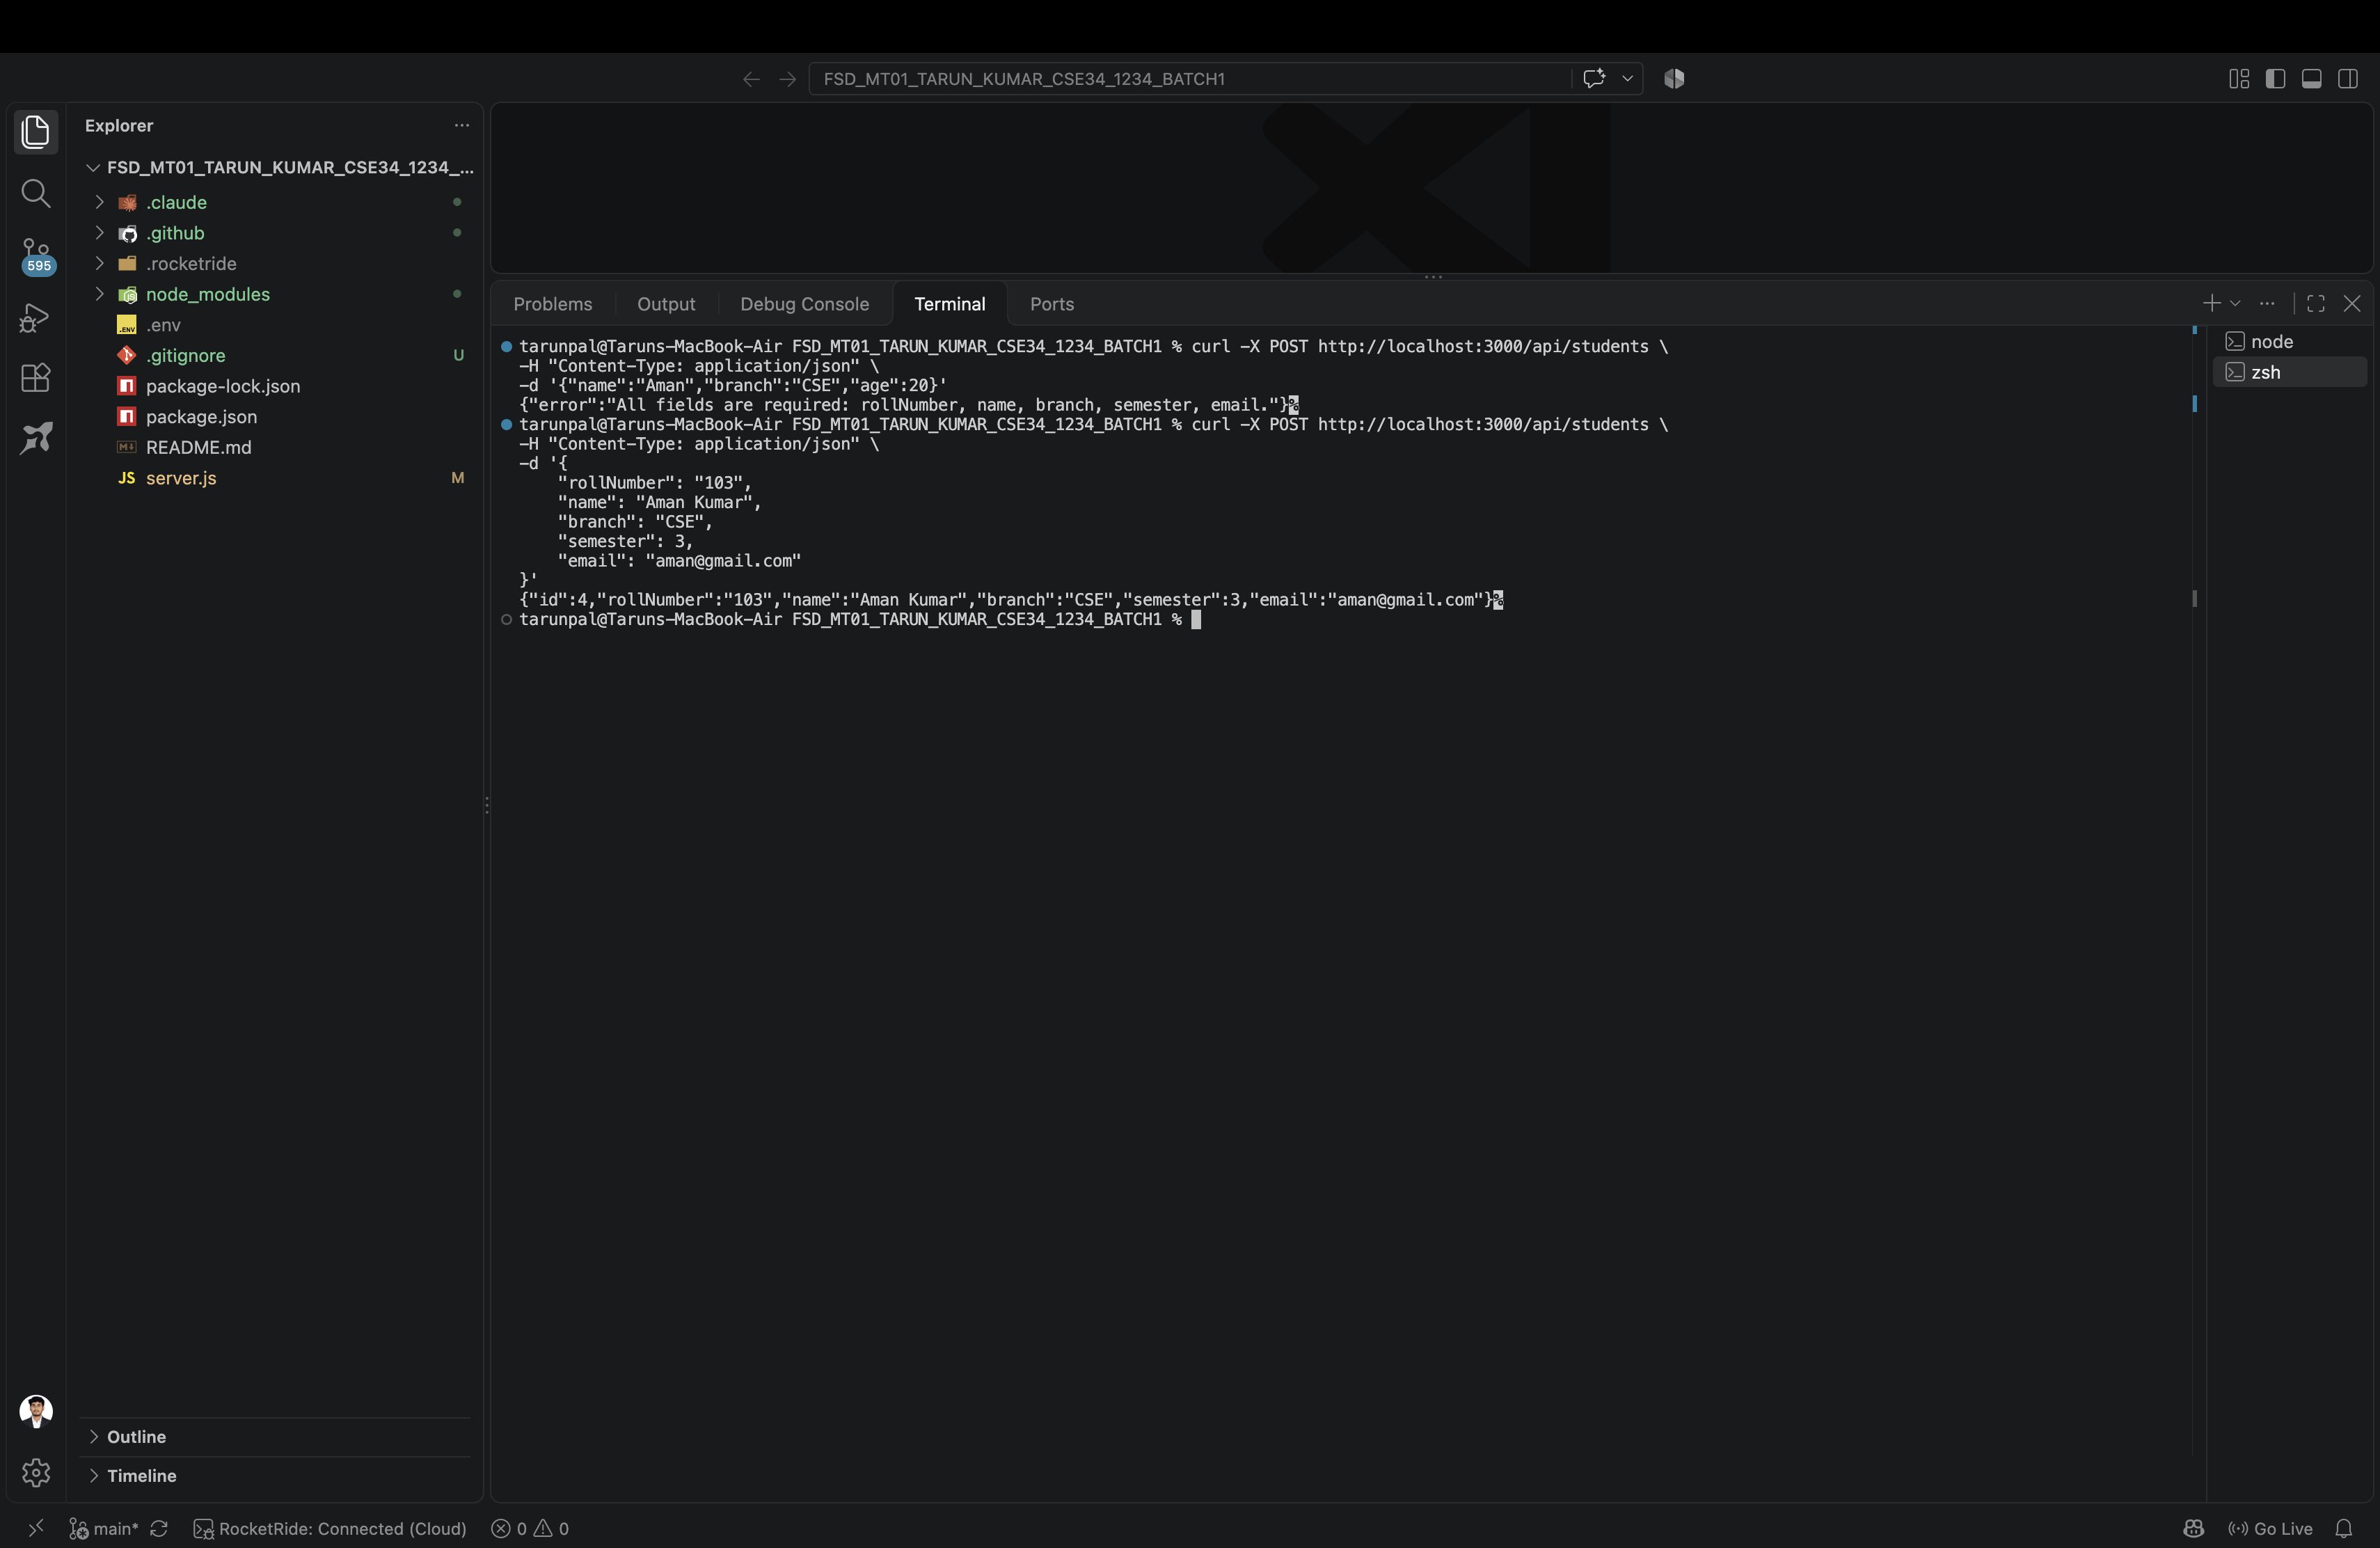 FSD_MT01_TARUN_KUMAR_CSE34_1234_BATCH1
Explorer
FSD_MT01_TARUN_KUMAR_CSE34_1234_...
.claude
.github
595
.rocketride
node_modules
.ENV .env
.gitignore U
package-lock.json
package.json
README.md
JS server.js M
Outline
Timeline
Problems Output Debug Console Terminal Ports
tarunpal@Taruns-MacBook-Air FSD_MT01_TARUN_KUMAR_CSE34_1234_BATCH1 % curl -X POST http://localhost:3000/api/students \
-H "Content-Type: application/json" \
-d '{"name":"Aman","branch":"CSE","age":20}'
{"error":"All fields are required: rollNumber, name, branch, semester, email."}%
tarunpal@Taruns-MacBook-Air FSD_MT01_TARUN_KUMAR_CSE34_1234_BATCH1 % curl -X POST http://localhost:3000/api/students \
-H "Content-Type: application/json" \
-d '{
"rollNumber": "103",
"name": "Aman Kumar",
"branch": "CSE",
"semester": 3,
"email": "aman@gmail.com"
}'
{"id":4,"rollNumber":"103","name":"Aman Kumar","branch":"CSE","semester":3,"email":"aman@gmail.com"}%
tarunpal@Taruns-MacBook-Air FSD_MT01_TARUN_KUMAR_CSE34_1234_BATCH1 %
node
zsh
main* RocketRide: Connected (Cloud) 0 0 Go Live